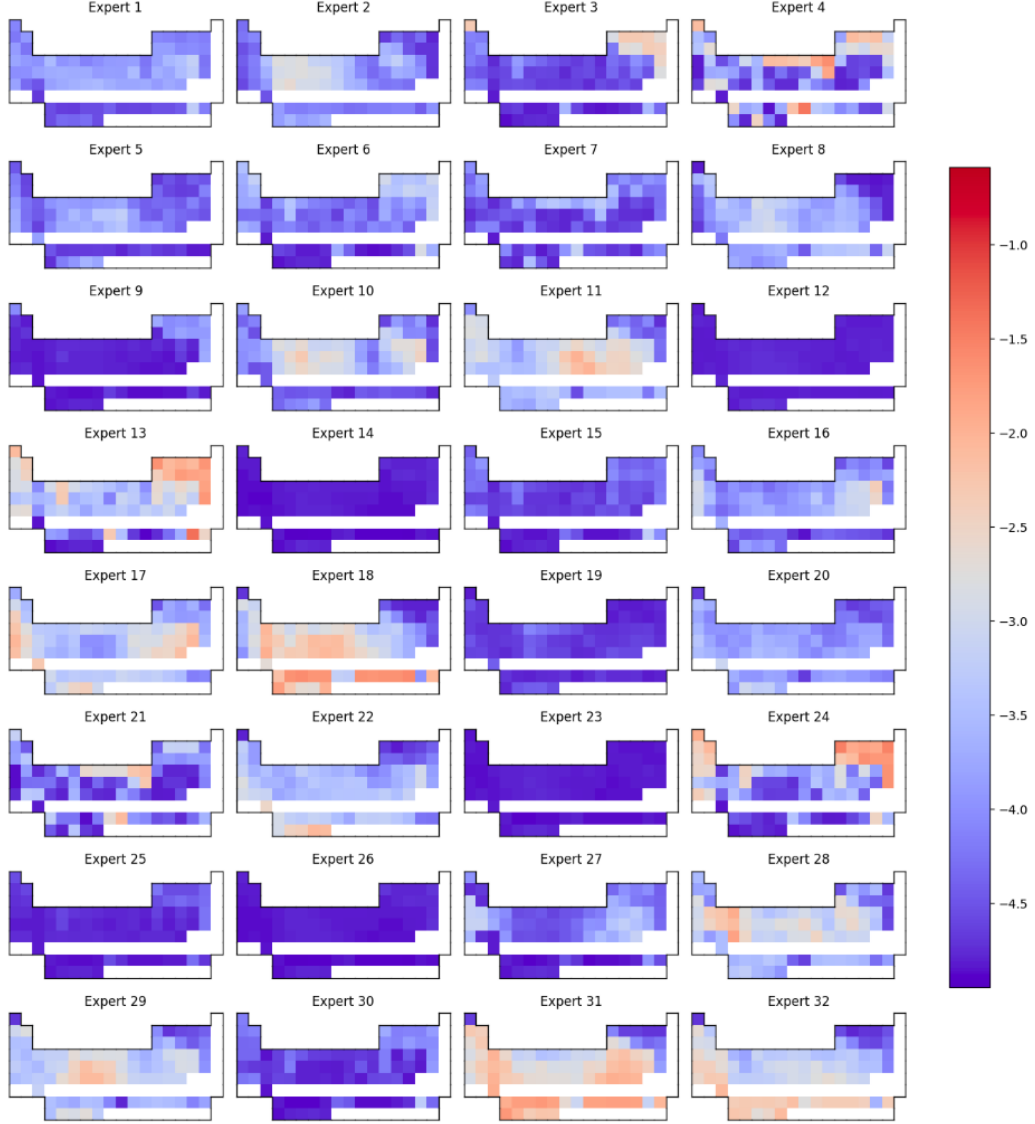 Expert 1 Expert 2 Expert 3 Expert 4
Expert 5 Expert 6 Expert 7 Expert 8
Expert 9 Expert 10 Expert 11 Expert 12
Expert 13 Expert 14 Expert 15 Expert 16
Expert 17 Expert 18 Expert 19 Expert 20
Expert 21 Expert 22 Expert 23 Expert 24
Expert 25 Expert 26 Expert 27 Expert 28
Expert 29 Expert 30 Expert 31 Expert 32
−1.0
−1.5
−2.0
−2.5
−3.0
−3.5
−4.0
−4.5